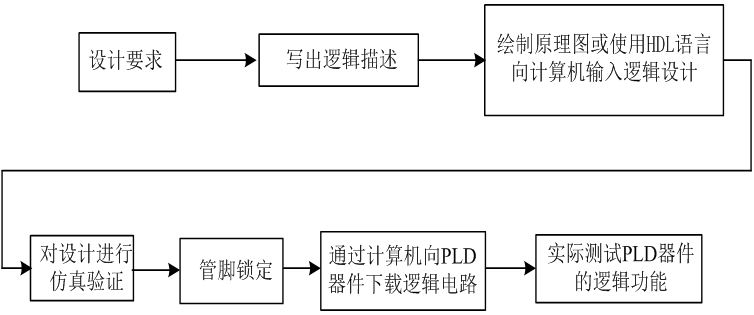 设计要求
写出逻辑描述
绘制原理图或使用HDL语言
向计算机输入逻辑设计
对设计进行
仿真验证
管脚锁定
通过计算机向PLD
器件下载逻辑电路
实际测试PLD器件
的逻辑功能